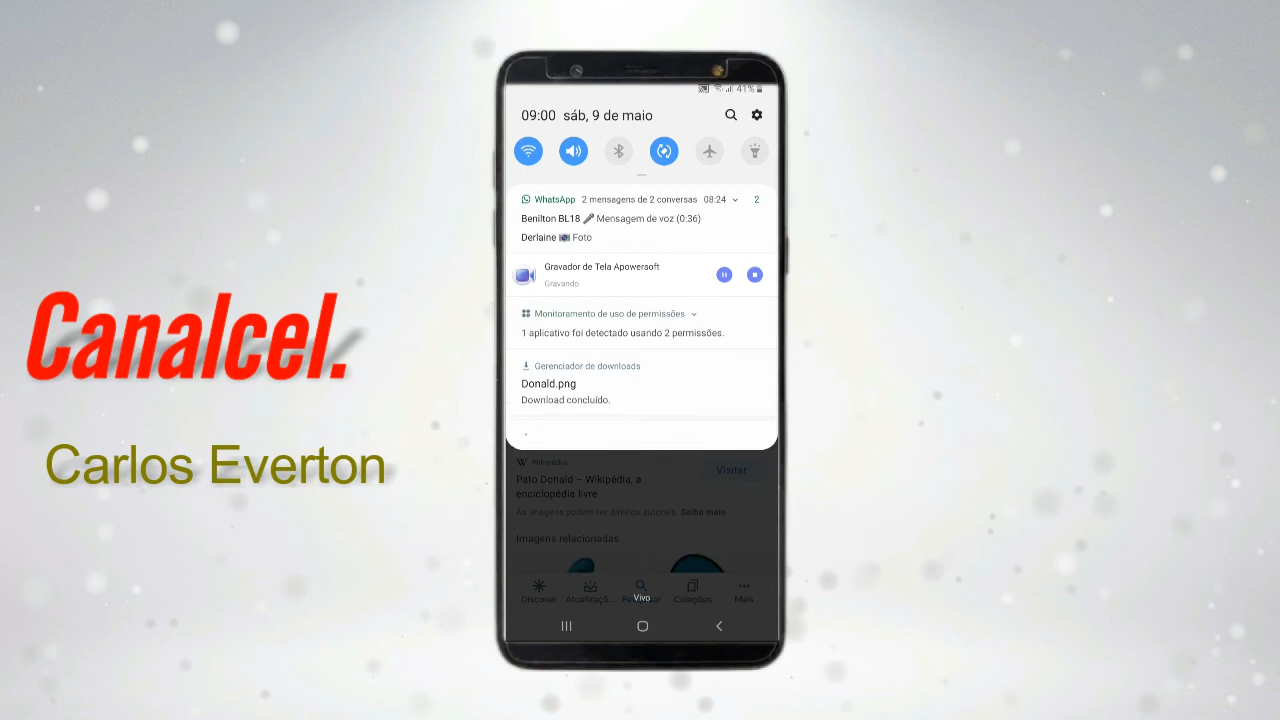 Canalcel.
Carlos Everton
41%
09:00 sáb, 9 de maio
WhatsApp 2 mensagens de 2 conversas 08:24 2
Benilton BL18 Mensagem de voz (0:36)
Derlaine Foto
Gravador de Tela Apowersoft
Gravando
Monitoramento de uso de permissões
1 aplicativo foi detectado usando 2 permissões.
Gerenciador de downloads
Donald.png
Download concluído.
W Wikipédia
Pato Donald – Wikipédia, a
enciclopédia livre
Visitar
As imagens podem ter direitos autorais. Saiba mais
Imagens relacionadas
Discover Atualizaçõ... Pesquisar Coleções Mais
Vivo